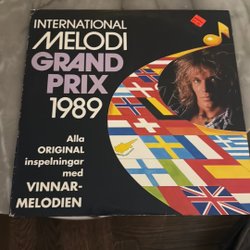 INTERNATIONAL
MELODI
GRAND
PRIX
1989
Alla
ORIGINAL
inspelningar
med
VINNAR-
MELODIEN